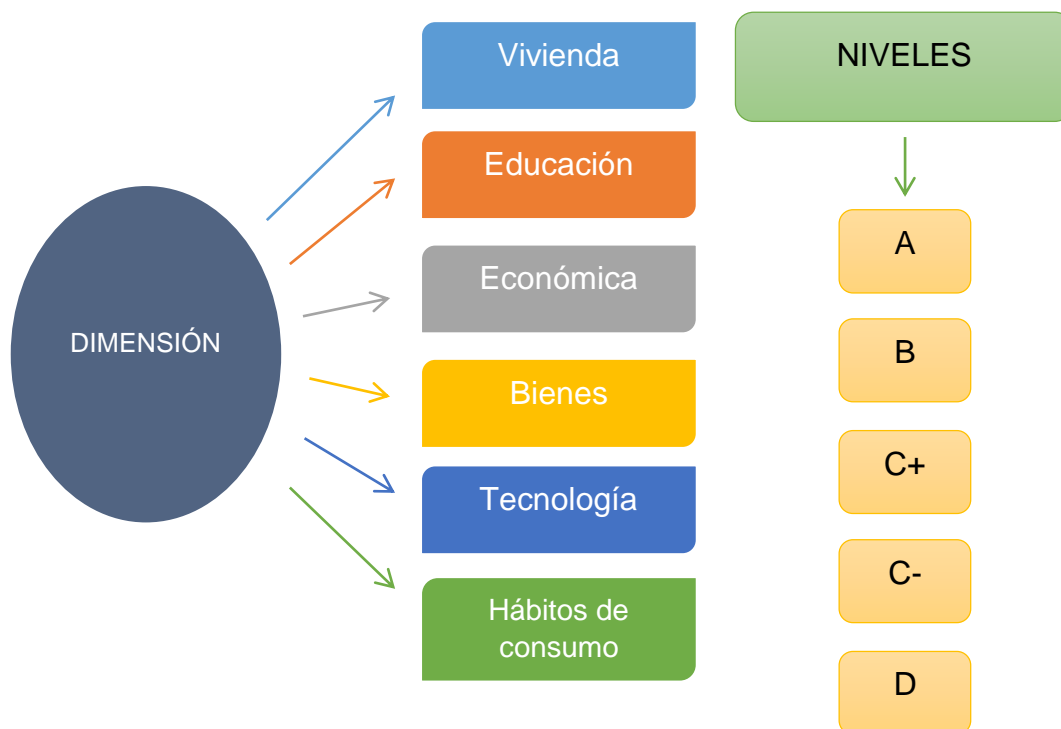 DIMENSIÓN
Vivienda
Educación
Económica
Bienes
Tecnología
Hábitos de
consumo
NIVELES
A
B
C+
C-
D